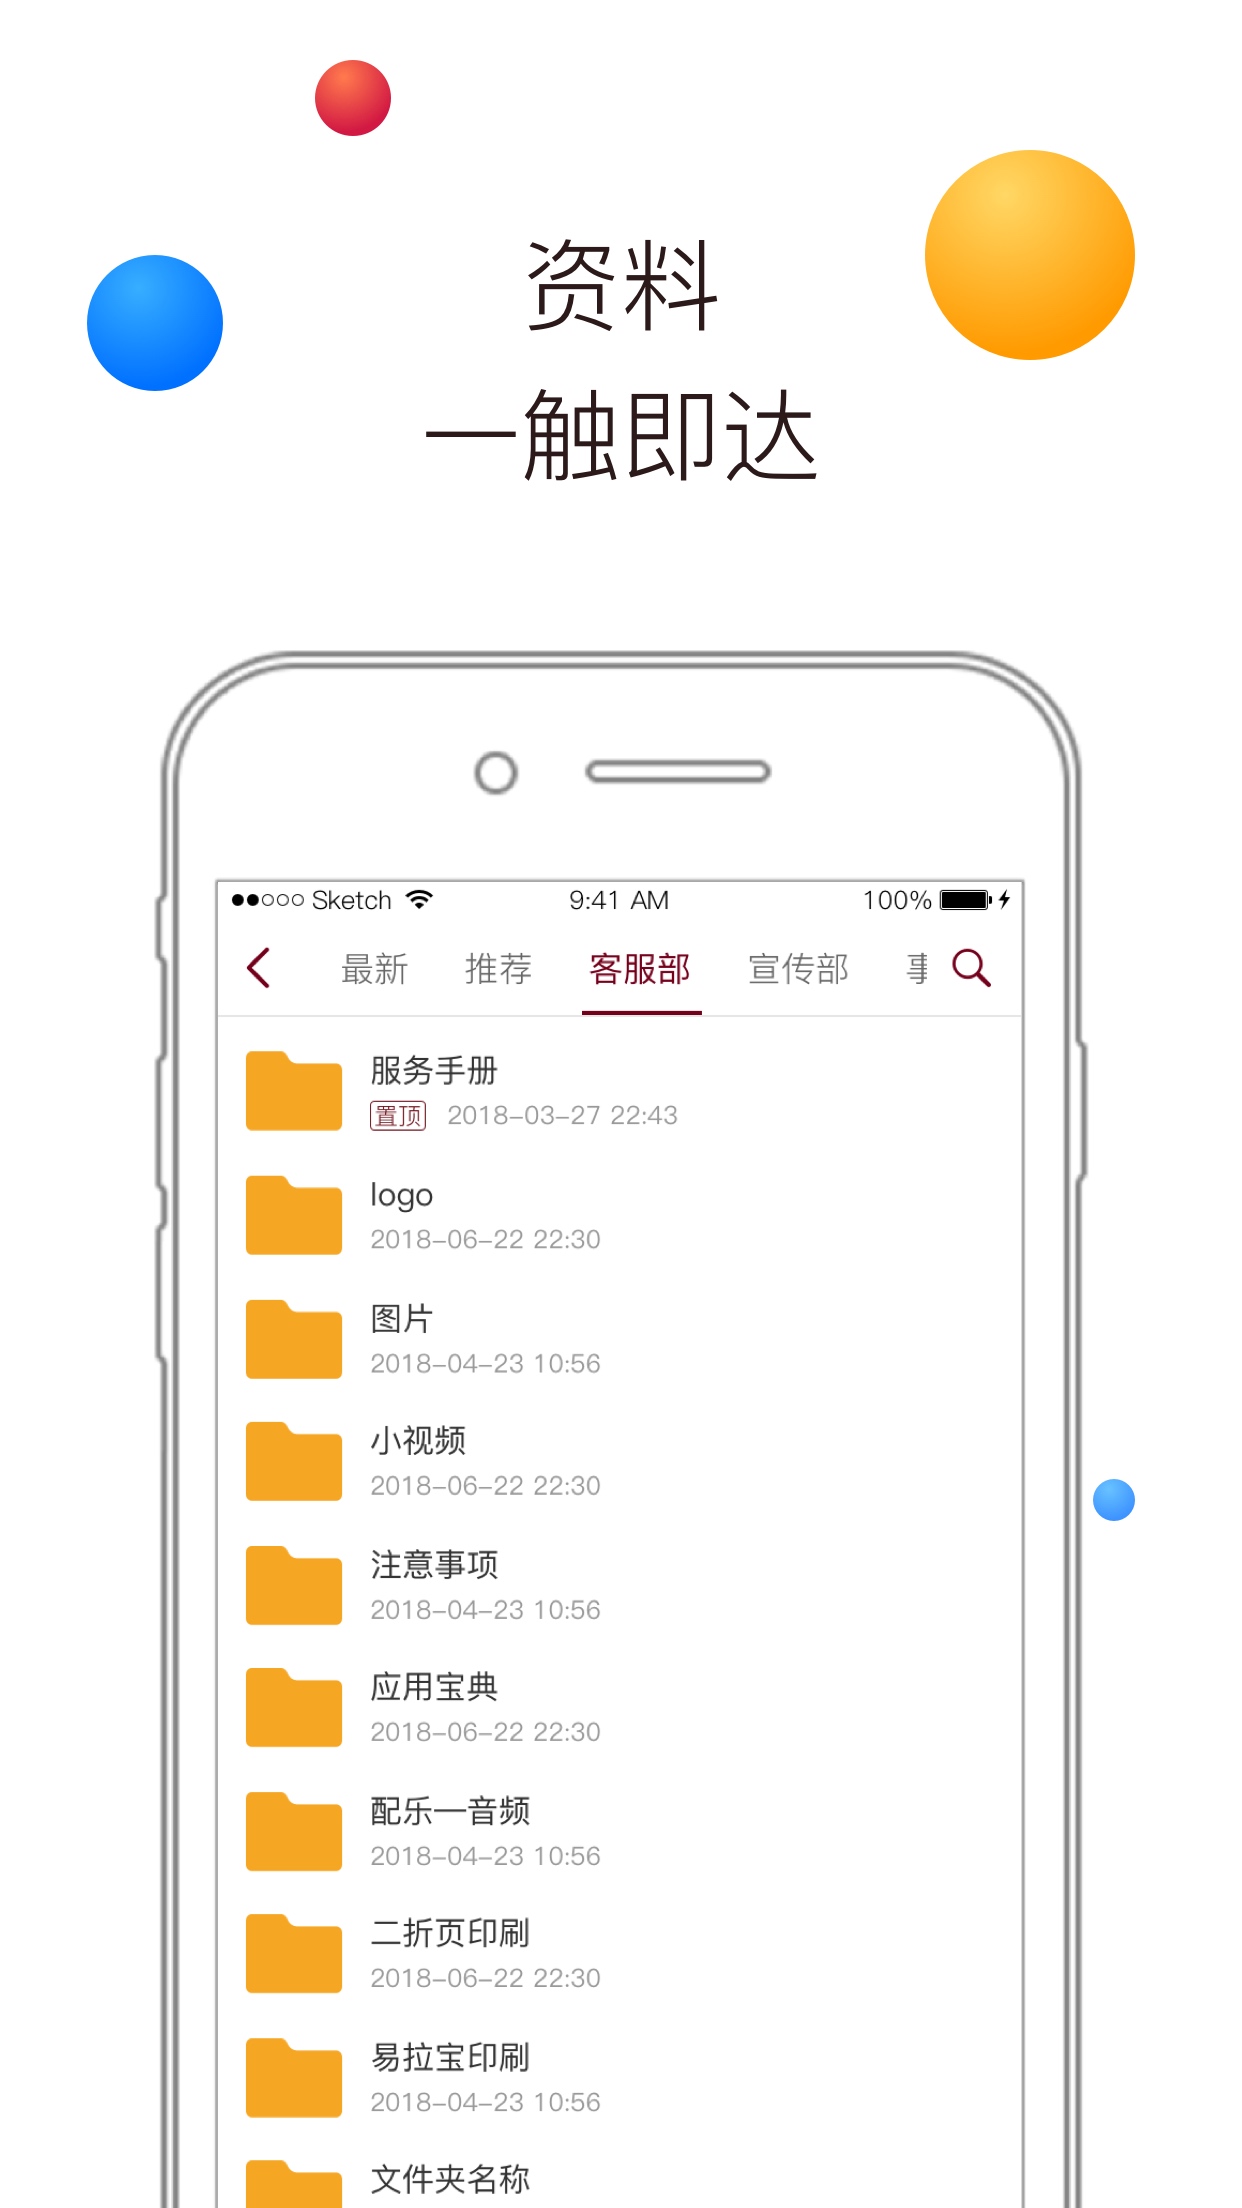 资料
一触即达
Sketch 9:41 AM 100%
最新 推荐 客服部 宣传部
服务手册
置顶 2018-03-27 22:43
logo
2018-06-22 22:30
图片
2018-04-23 10:56
小视频
2018-06-22 22:30
注意事项
2018-04-23 10:56
应用宝典
2018-06-22 22:30
配乐—音频
2018-04-23 10:56
二折页印刷
2018-06-22 22:30
易拉宝印刷
2018-04-23 10:56
文件夹名称